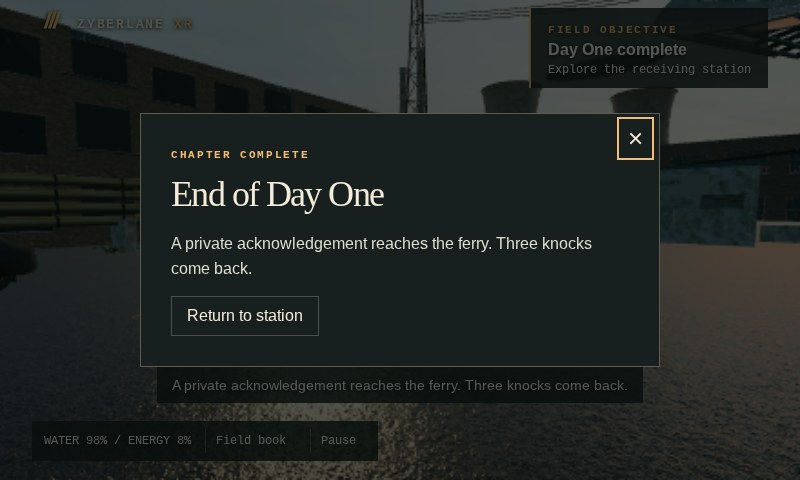 ZYBERLANE XR
FIELD OBJECTIVE
Day One complete
Explore the receiving station
CHAPTER COMPLETE
×
End of Day One
A private acknowledgement reaches the ferry. Three knocks
come back.
Return to station
A private acknowledgement reaches the ferry. Three knocks come back.
WATER 98% / ENERGY 8%
Field book
Pause